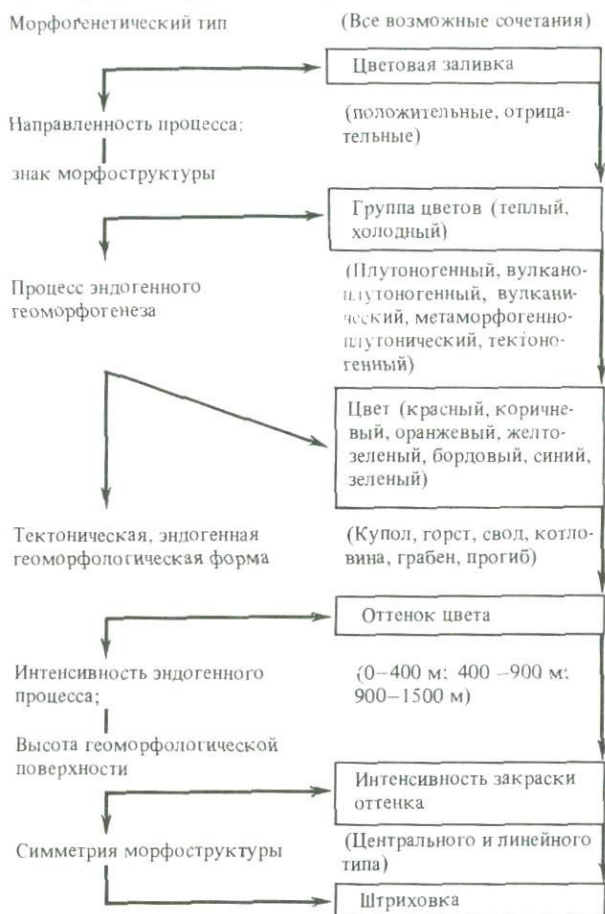 Морфогенетический тип
(Все возможные сочетания)
Цветовая заливка
Направленность процесса;
знак морфоструктуры
(положительные, отрица-
тельные)
Группа цветов (теплый,
холодный)
Процесс эндогенного
геоморфогенеза
(Плутоногенный, вулкано-
плутоногенный, вулкани-
ческий, метаморфогенно-
плутонический, тектоно-
генный)
Цвет (красный, коричне-
вый, оранжевый, желто-
зеленый, бордовый, синий,
зеленый)
Тектоническая, эндогенная
геоморфологическая форма
(Купол, горст, свод, котло-
вина, грабен, прогиб)
Оттенок цвета
Интенсивность эндогенного
процесса;
(0–400 м; 400–900 м;
900–1500 м)
Высота геоморфологической
поверхности
Интенсивность закраски
оттенка
Симметрия морфоструктуры
(Центрального и линейного
типа)
Штриховка